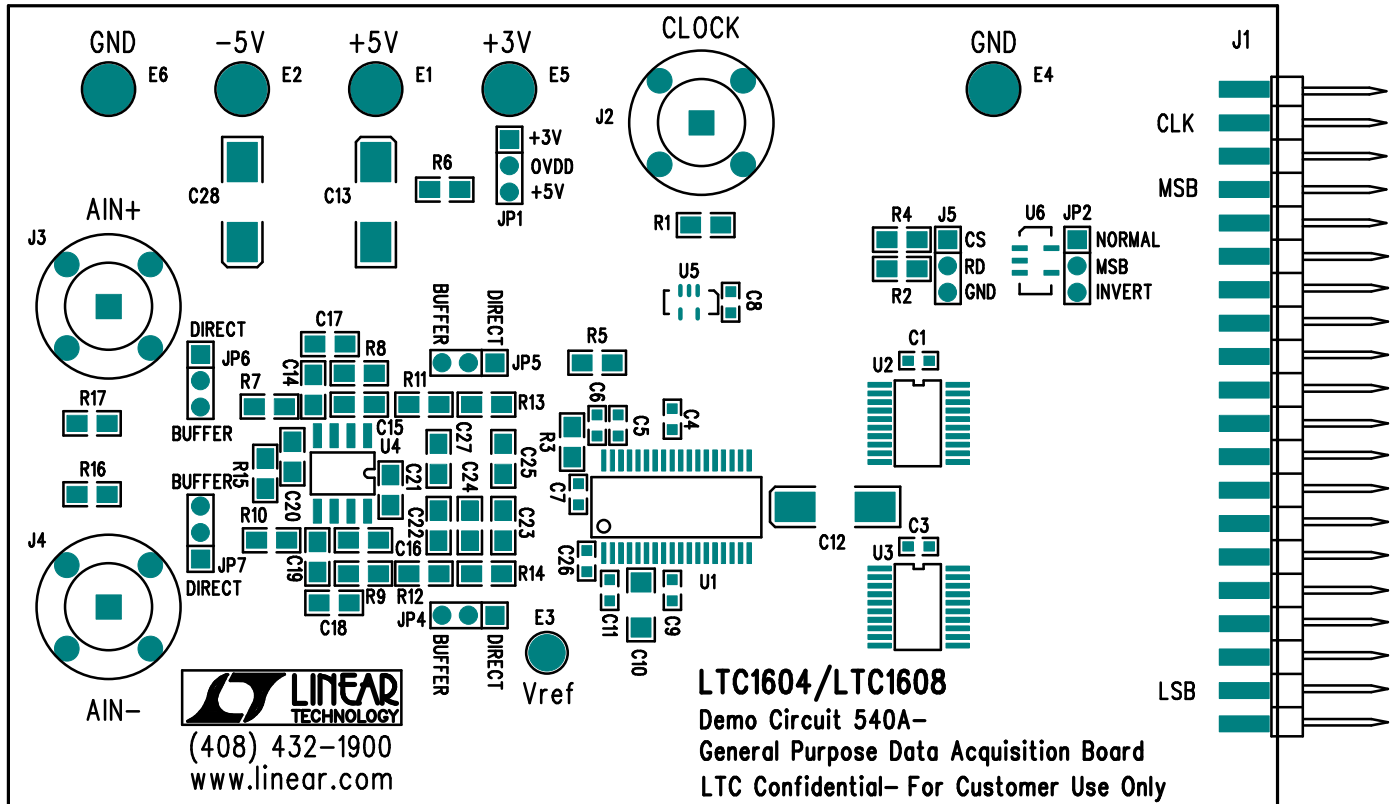 GND
-5V
+5V
+3V
CLOCK
GND
J1
E6
E2
E1
E5
E4
J2
CLK
+3V
OVDD
+5V
JP1
R6
C28
C13
MSB
AIN+
J3
R1
R4
J5
U6
JP2
CS
RD
GND
R2
NORMAL
MSB
INVERT
U5
C8
DIRECT
JP6
BUFFER
C17
R8
C14
R7
BUFFER
DIRECT
JP5
R5
C1
U2
R11
R13
R17
C15
U4
C6
C5
C4
R3
C27
C25
R16
BUFFER
R15
C20
C21
C24
C7
R10
JP7
DIRECT
J4
C22
C23
C12
C3
U3
C19
C16
C26
U1
R9
R12
R14
C18
JP4
BUFFER
DIRECT
E3
Vref
C11
C10
C9
AIN-
LSB
LINEAR
TECHNOLOGY
(408) 432-1900
www.linear.com
LTC1604/LTC1608
Demo Circuit 540A-
General Purpose Data Acquisition Board
LTC Confidential- For Customer Use Only